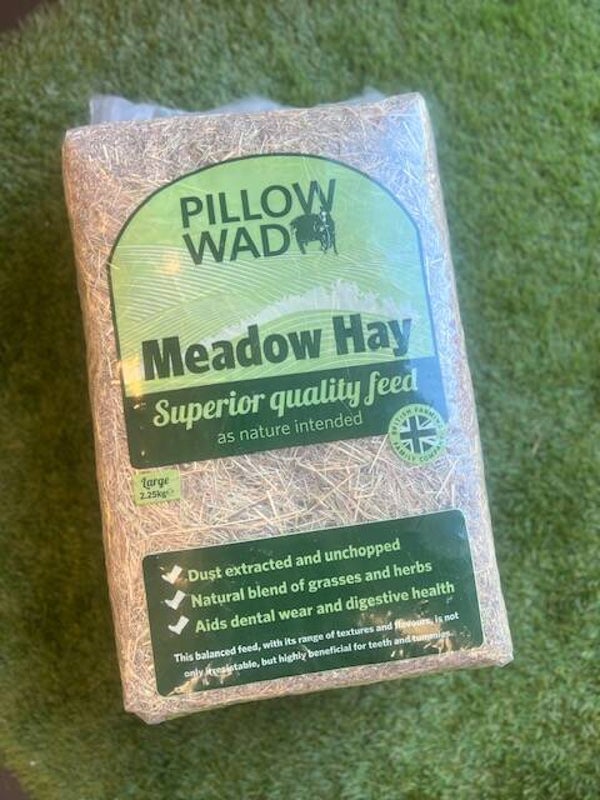 PILLOW
WAD
Meadow Hay
Superior quality feed
as nature intended
FAMILY
Large
2.25kg℮
Dust extracted and unchopped
Natural blend of grasses and herbs
Aids dental wear and digestive health
This balanced feed, with its range of textures and flavours, is not
only irresistable, but highly beneficial for teeth and tummies.